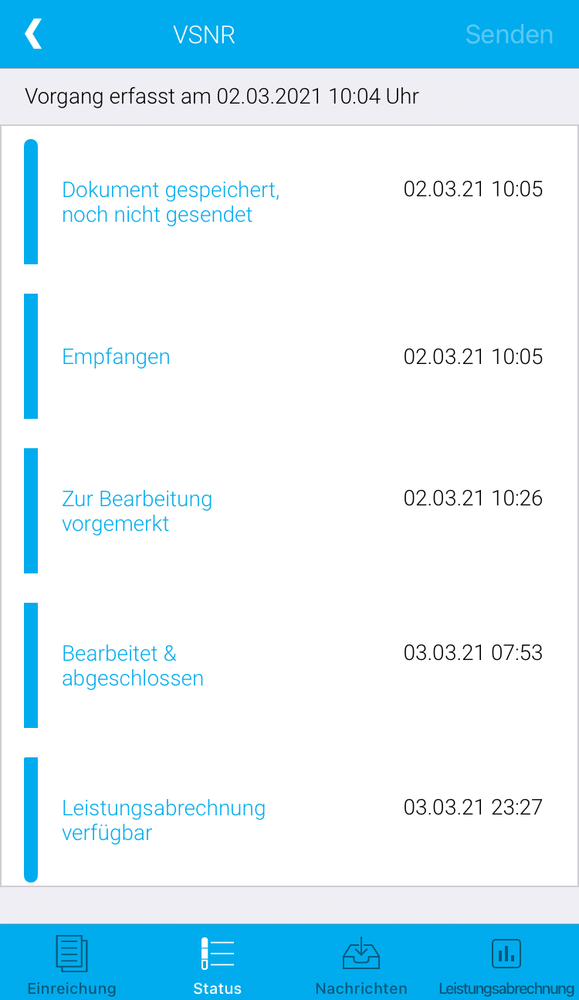 VSNR
Senden
Vorgang erfasst am 02.03.2021 10:04 Uhr
Dokument gespeichert,
noch nicht gesendet
02.03.21 10:05
Empfangen
02.03.21 10:05
Zur Bearbeitung
vorgemerkt
02.03.21 10:26
Bearbeitet &
abgeschlossen
03.03.21 07:53
Leistungsabrechnung
verfügbar
03.03.21 23:27
Einreichung
Status
Nachrichten
Leistungsabrechnung